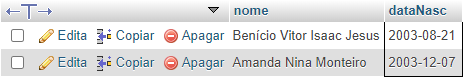 nome dataNasc
Edita Copiar Apagar Benício Vitor Isaac Jesus 2003-08-21
Edita Copiar Apagar Amanda Nina Monteiro 2003-12-07